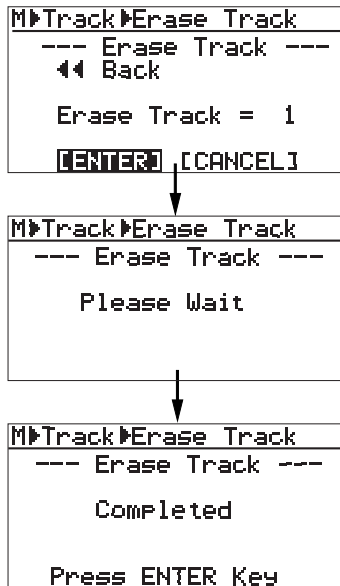 M▶Track▶Erase Track
--- Erase Track ---
◀◀ Back
Erase Track = 1
[ENTER] [CANCEL]
M▶Track▶Erase Track
--- Erase Track ---
Please Wait
M▶Track▶Erase Track
--- Erase Track ---
Completed
Press ENTER Key